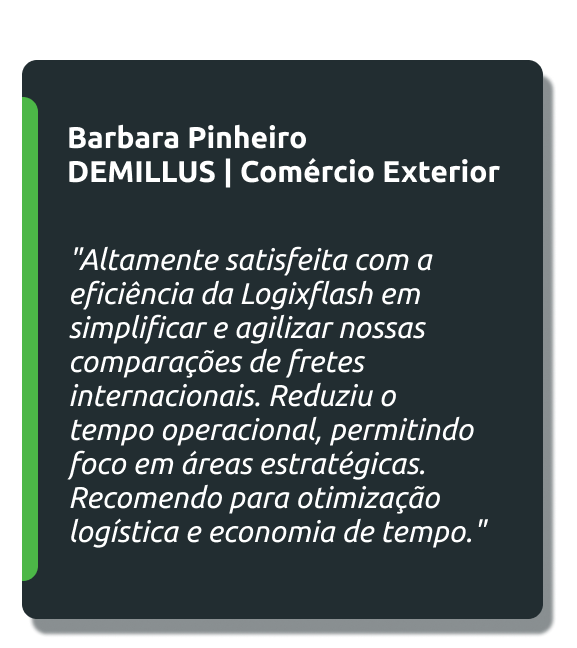 Barbara Pinheiro
DEMILLUS | Comércio Exterior
"Altamente satisfeita com a
eficiência da Logixflash em
simplificar e agilizar nossas
comparações de fretes
internacionais. Reduziu o
tempo operacional, permitindo
foco em áreas estratégicas.
Recomendo para otimização
logística e economia de tempo."